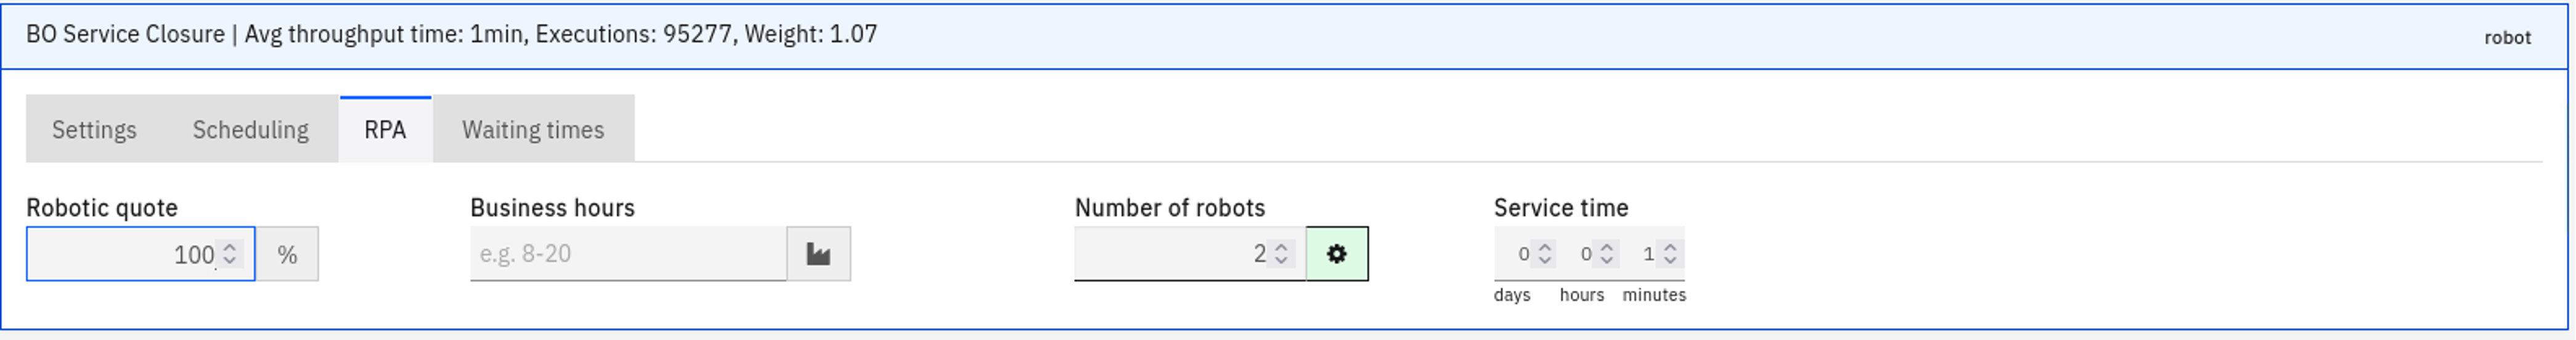 BO Service Closure | Avg throughput time: 1min, Executions: 95277, Weight: 1.07 robot
Settings Scheduling RPA Waiting times
Robotic quote Business hours Number of robots Service time
100 % e.g. 8-20 2 0 0 1
days hours minutes